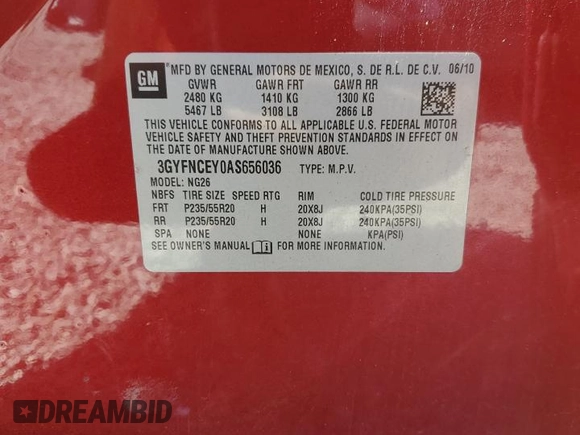 GM
MFD BY GENERAL MOTORS DE MEXICO, S. DE R.L. DE C.V. 06/10
GVWR GAWR FRT GAWR RR
2480 KG 1410 KG 1300 KG
5467 LB 3108 LB 2866 LB
THIS VEHICLE CONFORMS TO ALL APPLICABLE U.S. FEDERAL MOTOR
VEHICLE SAFETY AND THEFT PREVENTION STANDARDS IN EFFECT ON
THE DATE OF MANUFACTURE SHOWN ABOVE.
3GYFNCEY0AS656036 TYPE: M.P.V.
MODEL: NG26
NBFS TIRE SIZE SPEED RTG RIM COLD TIRE PRESSURE
FRT P235/55R20 H 20X8J 240KPA(35PSI)
RR P235/55R20 H 20X8J 240KPA(35PSI)
SPA NONE NONE KPA(PSI)
SEE OWNER'S MANUAL FOR MORE INFORMATION.
DREAMBID